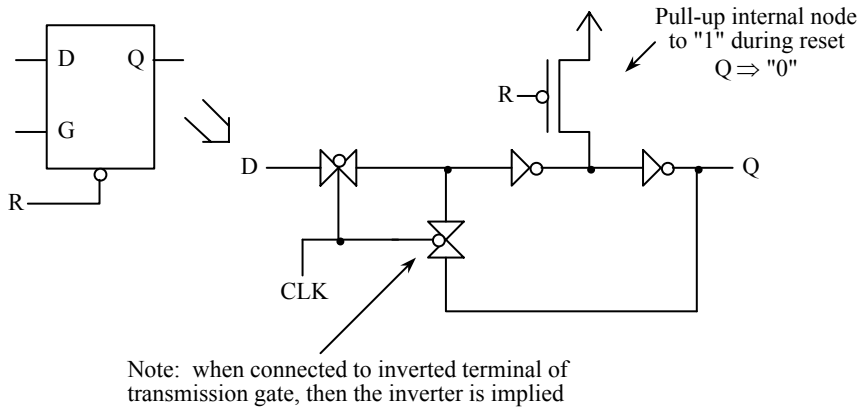 Pull-up internal node
to "1" during reset
Q ⇒ "0"
D Q
G
R
R
D
Q
CLK
Note: when connected to inverted terminal of
transmission gate, then the inverter is implied